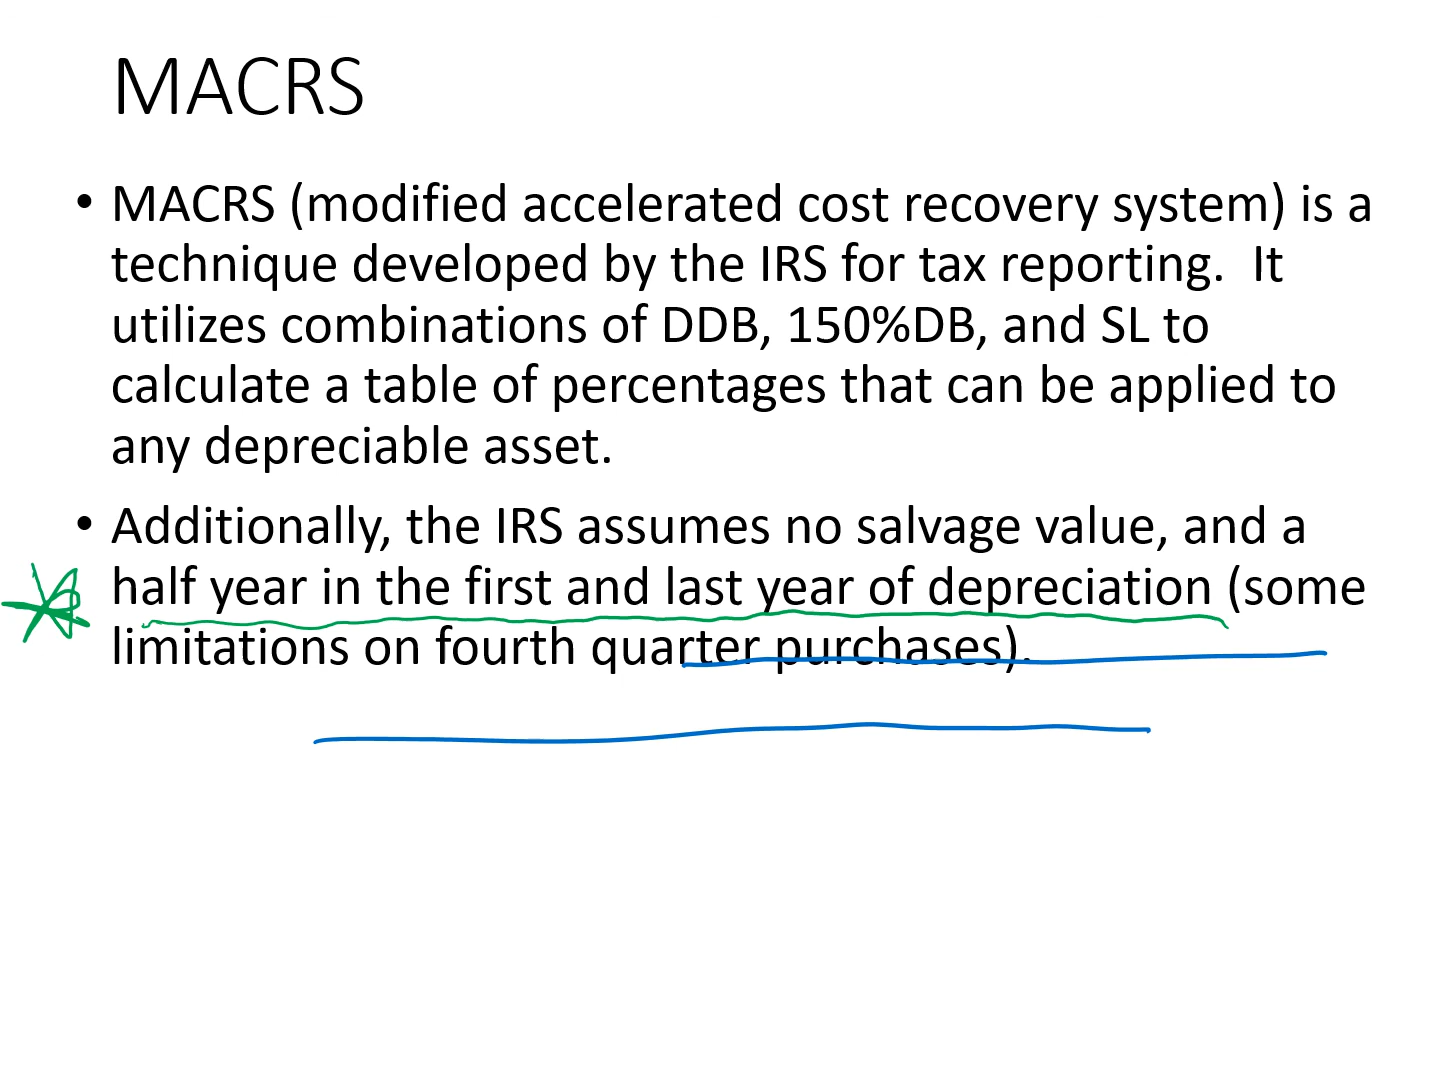 MACRS
• MACRS (modified accelerated cost recovery system) is a
technique developed by the IRS for tax reporting.  It
utilizes combinations of DDB, 150%DB, and SL to
calculate a table of percentages that can be applied to
any depreciable asset.
• Additionally, the IRS assumes no salvage value, and a
half year in the first and last year of depreciation (some
limitations on fourth quarter purchases).